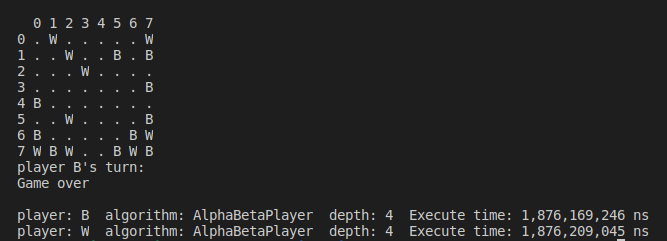 0 1 2 3 4 5 6 7
0 . W . . . . . W
1 . . W . . B . B
2 . . . W . . . .
3 . . . . . . . B
4 B . . . . . . .
5 . . W . . . . B
6 B . . . . . B W
7 W B W . . B W B
player B's turn:
Game over
player: B  algorithm: AlphaBetaPlayer  depth: 4  Execute time: 1,876,169,246 ns
player: W  algorithm: AlphaBetaPlayer  depth: 4  Execute time: 1,876,209,045 ns